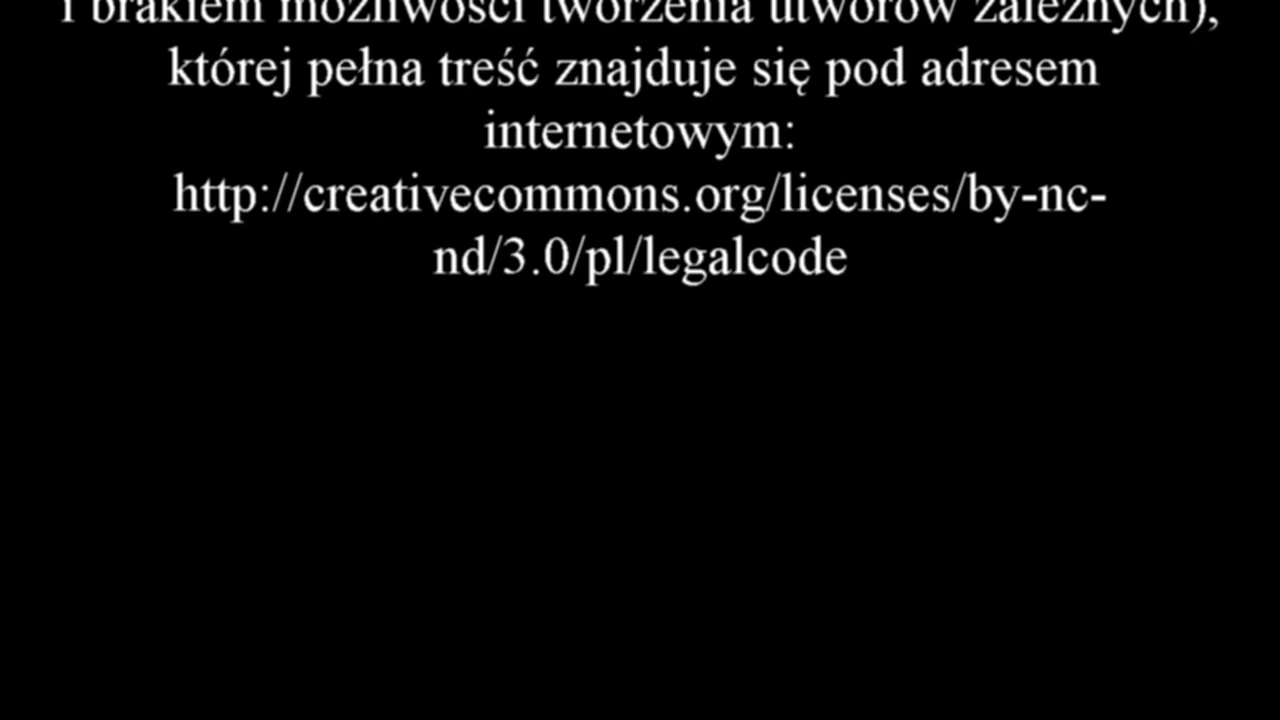 i brakiem możliwości tworzenia utworów zależnych),
której pełna treść znajduje się pod adresem
internetowym:
http://creativecommons.org/licenses/by-nc-
nd/3.0/pl/legalcode